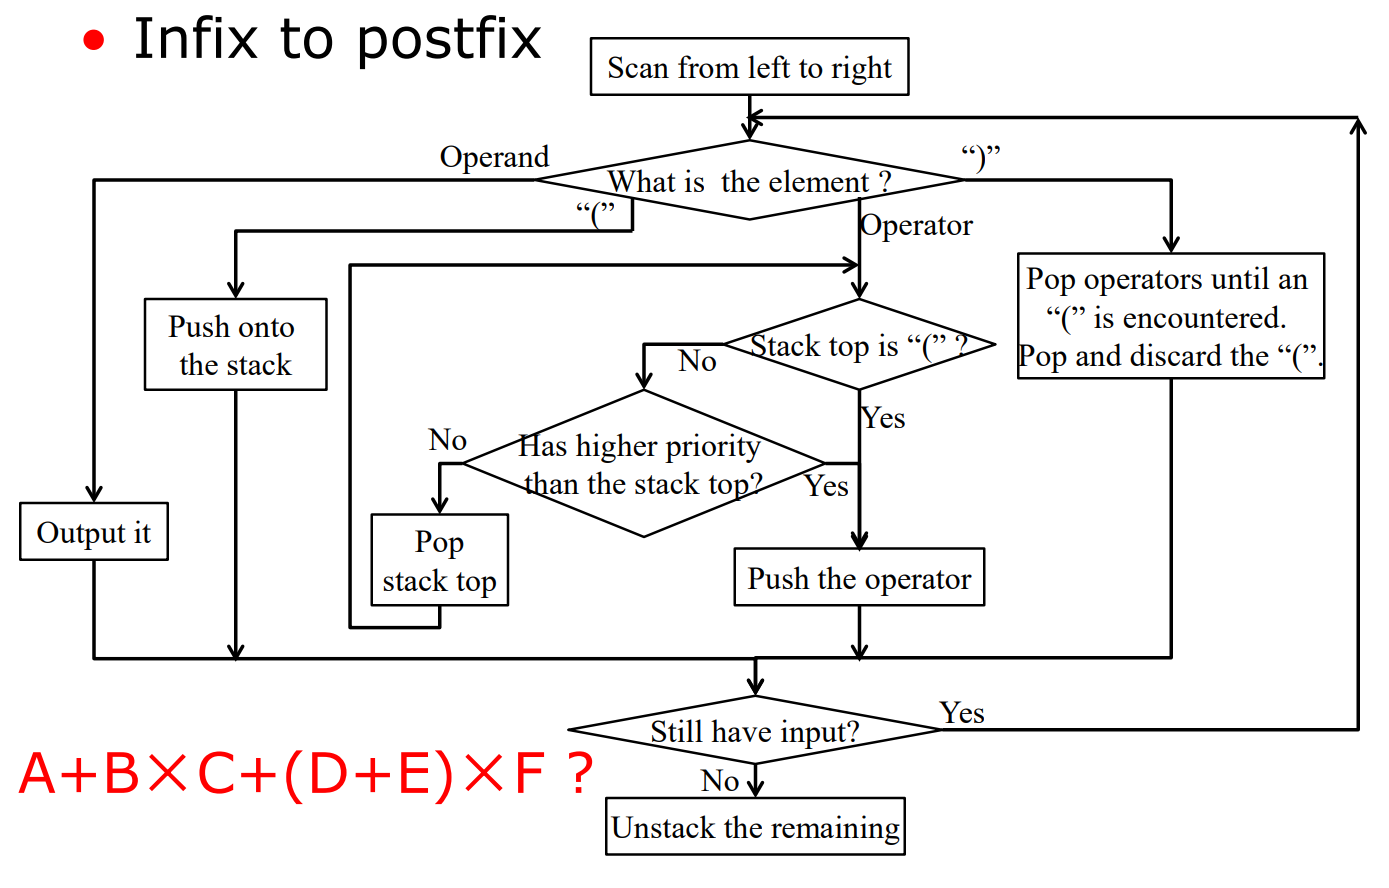 • Infix to postfix
Scan from left to right
What is the element ?
Operand
“(”
Operator
“)”
Push onto
the stack
Stack top is “(” ?
No
Yes
Pop operators until an
“(” is encountered.
Pop and discard the “(”.
Has higher priority
than the stack top?
No
Yes
Output it
Pop
stack top
Push the operator
Still have input?
Yes
No
Unstack the remaining
A+B×C+(D+E)×F ?